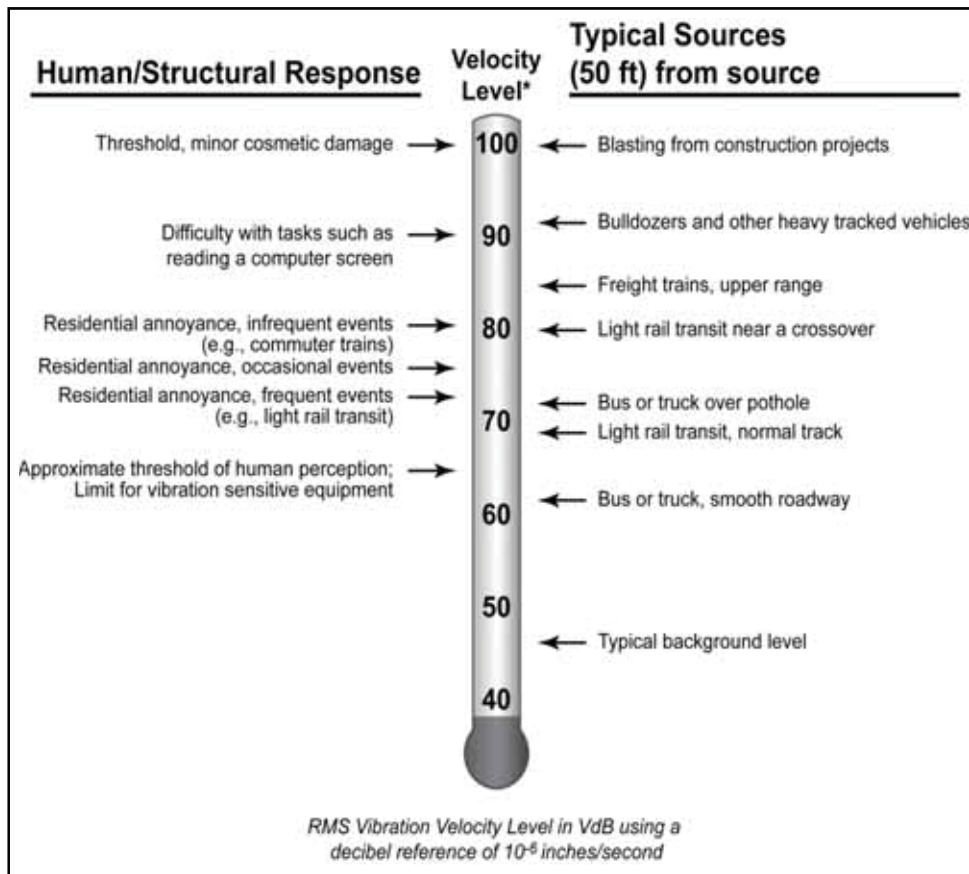 Human/Structural Response
Velocity
Level*
Typical Sources
(50 ft) from source
Threshold, minor cosmetic damage
100
Blasting from construction projects
Bulldozers and other heavy tracked vehicles
Difficulty with tasks such as
reading a computer screen
90
Freight trains, upper range
Residential annoyance, infrequent events
(e.g., commuter trains)
80
Light rail transit near a crossover
Residential annoyance, occasional events
Residential annoyance, frequent events
(e.g., light rail transit)
Bus or truck over pothole
70
Light rail transit, normal track
Approximate threshold of human perception;
Limit for vibration sensitive equipment
Bus or truck, smooth roadway
60
50
Typical background level
40
RMS Vibration Velocity Level in VdB using a
decibel reference of 10⁻⁶ inches/second